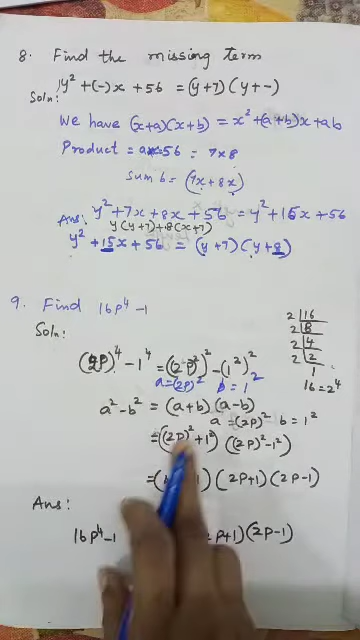 8. Find the missing term
y² + (-)x + 56 = (y+7) (y+-)
Soln:
We have (x+a)(x+b) = x² + (a+b)x + ab
Product = 56 = 7x8
sum b = (7x + 8x)
Ans: y² + 7x + 8x + 56 = y² + 15x + 56
y(y+7)+8(x+7)
y² + 15x + 56 = (y+7) (y+8)
9. Find 16p⁴ - 1
Soln:
2 16
2 8
2 4
2 2
1
16 = 2⁴
(2p)⁴ - 1⁴ = (2p)²)² - (1²)²
a = (2p)² b = 1²
a² - b² = (a+b) (a-b)
a = (2p)² b = 1²
= ((2p)² + 1²) ((2p)² - 1²)
= ( 1) (2p+1) (2p-1)
Ans:
16p⁴ - 1 2p+1) (2p-1)